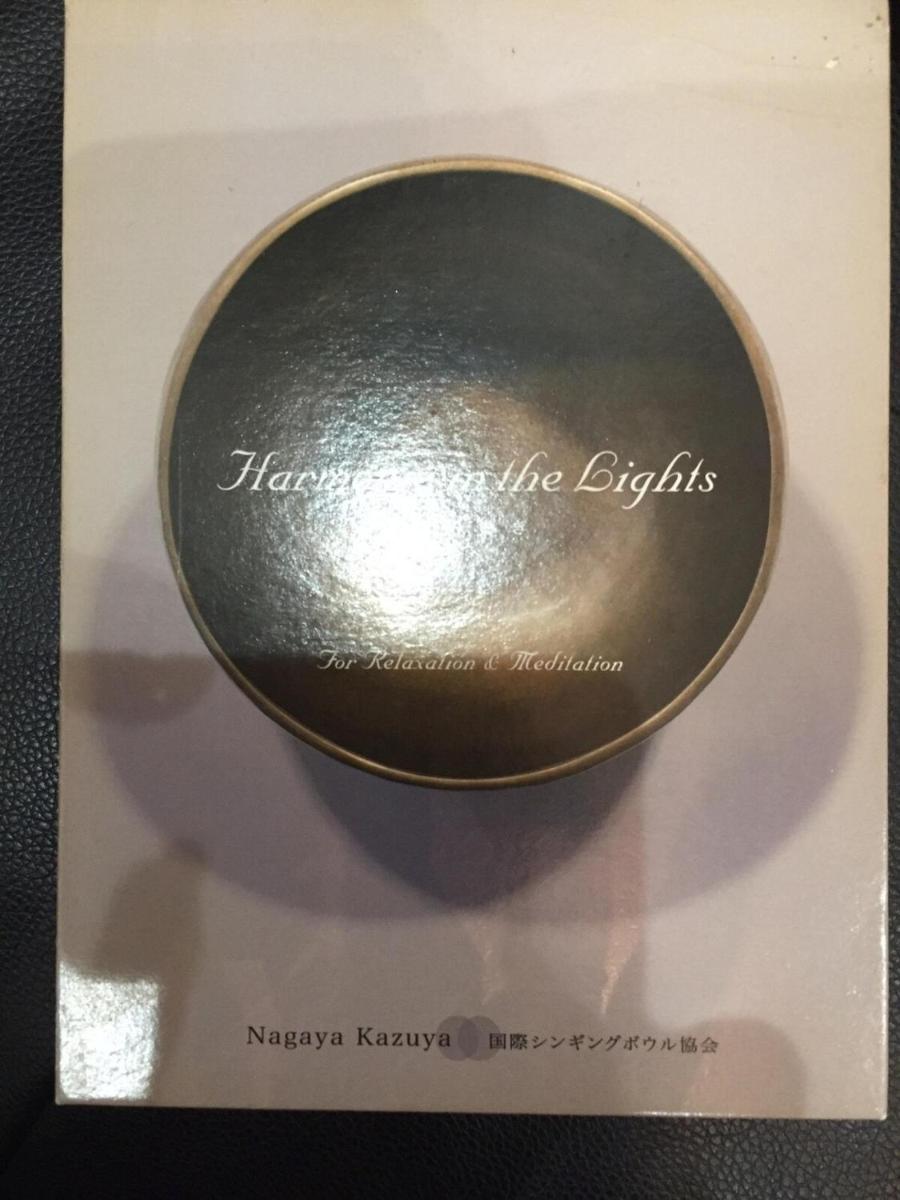 in the Lights
For Relaxation & Meditation
Nagaya Kazuya 国際シンギングボウル協会